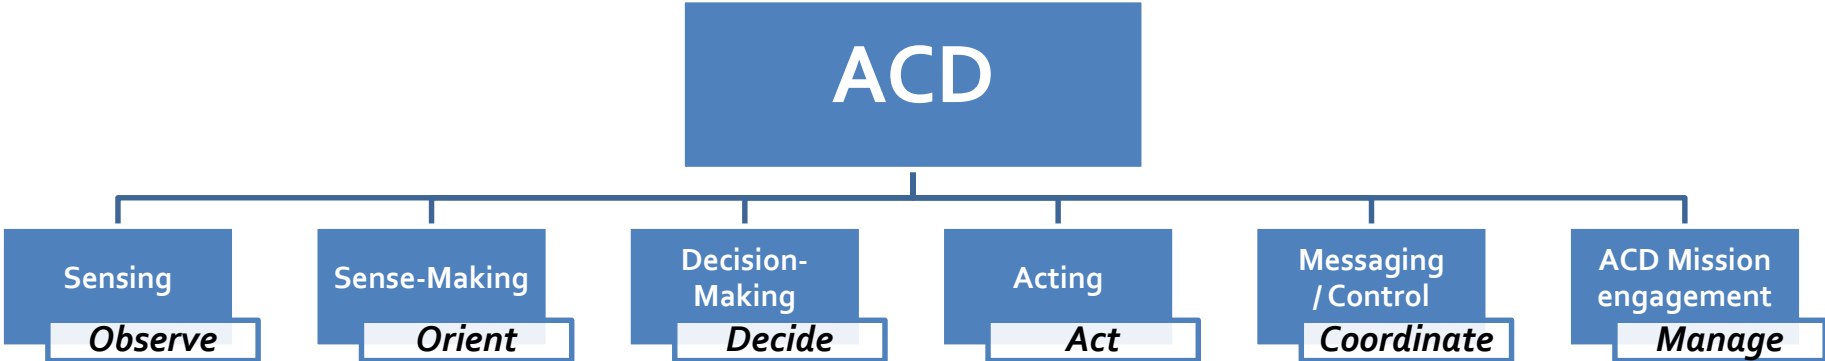 ACD
Sensing
Observe
Sense-Making
Orient
Decision-
Making
Decide
Acting
Act
Messaging
/ Control
Coordinate
ACD Mission
engagement
Manage